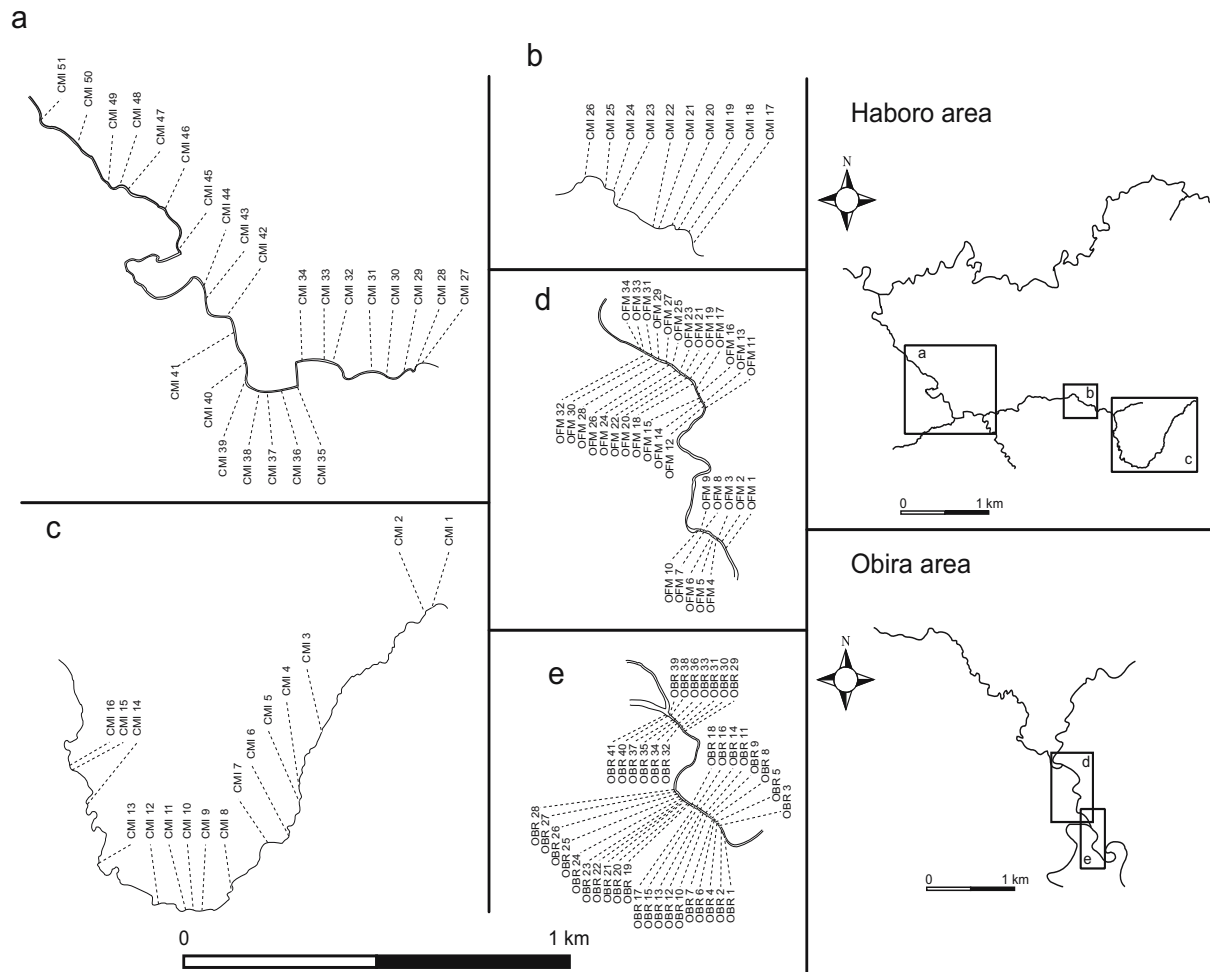 a
CMI 51
CMI 50
CMI 49
CMI 48
CMI 47
CMI 46
CMI 45
CMI 44
CMI 43
CMI 42
CMI 34
CMI 33
CMI 32
CMI 31
CMI 30
CMI 29
CMI 28
CMI 27
CMI 41
CMI 40
CMI 39
CMI 38
CMI 37
CMI 36
CMI 35
b
CMI 26
CMI 25
CMI 24
CMI 23
CMI 22
CMI 21
CMI 20
CMI 19
CMI 18
CMI 17
c
CMI 2
CMI 1
CMI 3
CMI 4
CMI 5
CMI 6
CMI 7
CMI 16
CMI 15
CMI 14
CMI 13
CMI 12
CMI 11
CMI 10
CMI 9
CMI 8
0
1 km
d
OFM 34
OFM 33
OFM 31
OFM 29
OFM 27
OFM 25
OFM 23
OFM 21
OFM 19
OFM 17
OFM 16
OFM 13
OFM 11
OFM 32
OFM 30
OFM 28
OFM 26
OFM 24
OFM 22
OFM 20
OFM 18
OFM 15
OFM 14
OFM 12
OFM 9
OFM 8
OFM 3
OFM 2
OFM 1
OFM 10
OFM 7
OFM 6
OFM 5
OFM 4
e
OBR 39
OBR 38
OBR 36
OBR 33
OBR 31
OBR 30
OBR 29
OBR 41
OBR 40
OBR 37
OBR 35
OBR 34
OBR 32
OBR 18
OBR 16
OBR 14
OBR 11
OBR 9
OBR 8
OBR 5
OBR 3
OBR 28
OBR 27
OBR 26
OBR 25
OBR 24
OBR 23
OBR 22
OBR 21
OBR 20
OBR 19
OBR 17
OBR 15
OBR 13
OBR 12
OBR 10
OBR 7
OBR 6
OBR 4
OBR 2
OBR 1
Haboro area
N
a
b
c
0
1 km
Obira area
N
d
e
0
1 km